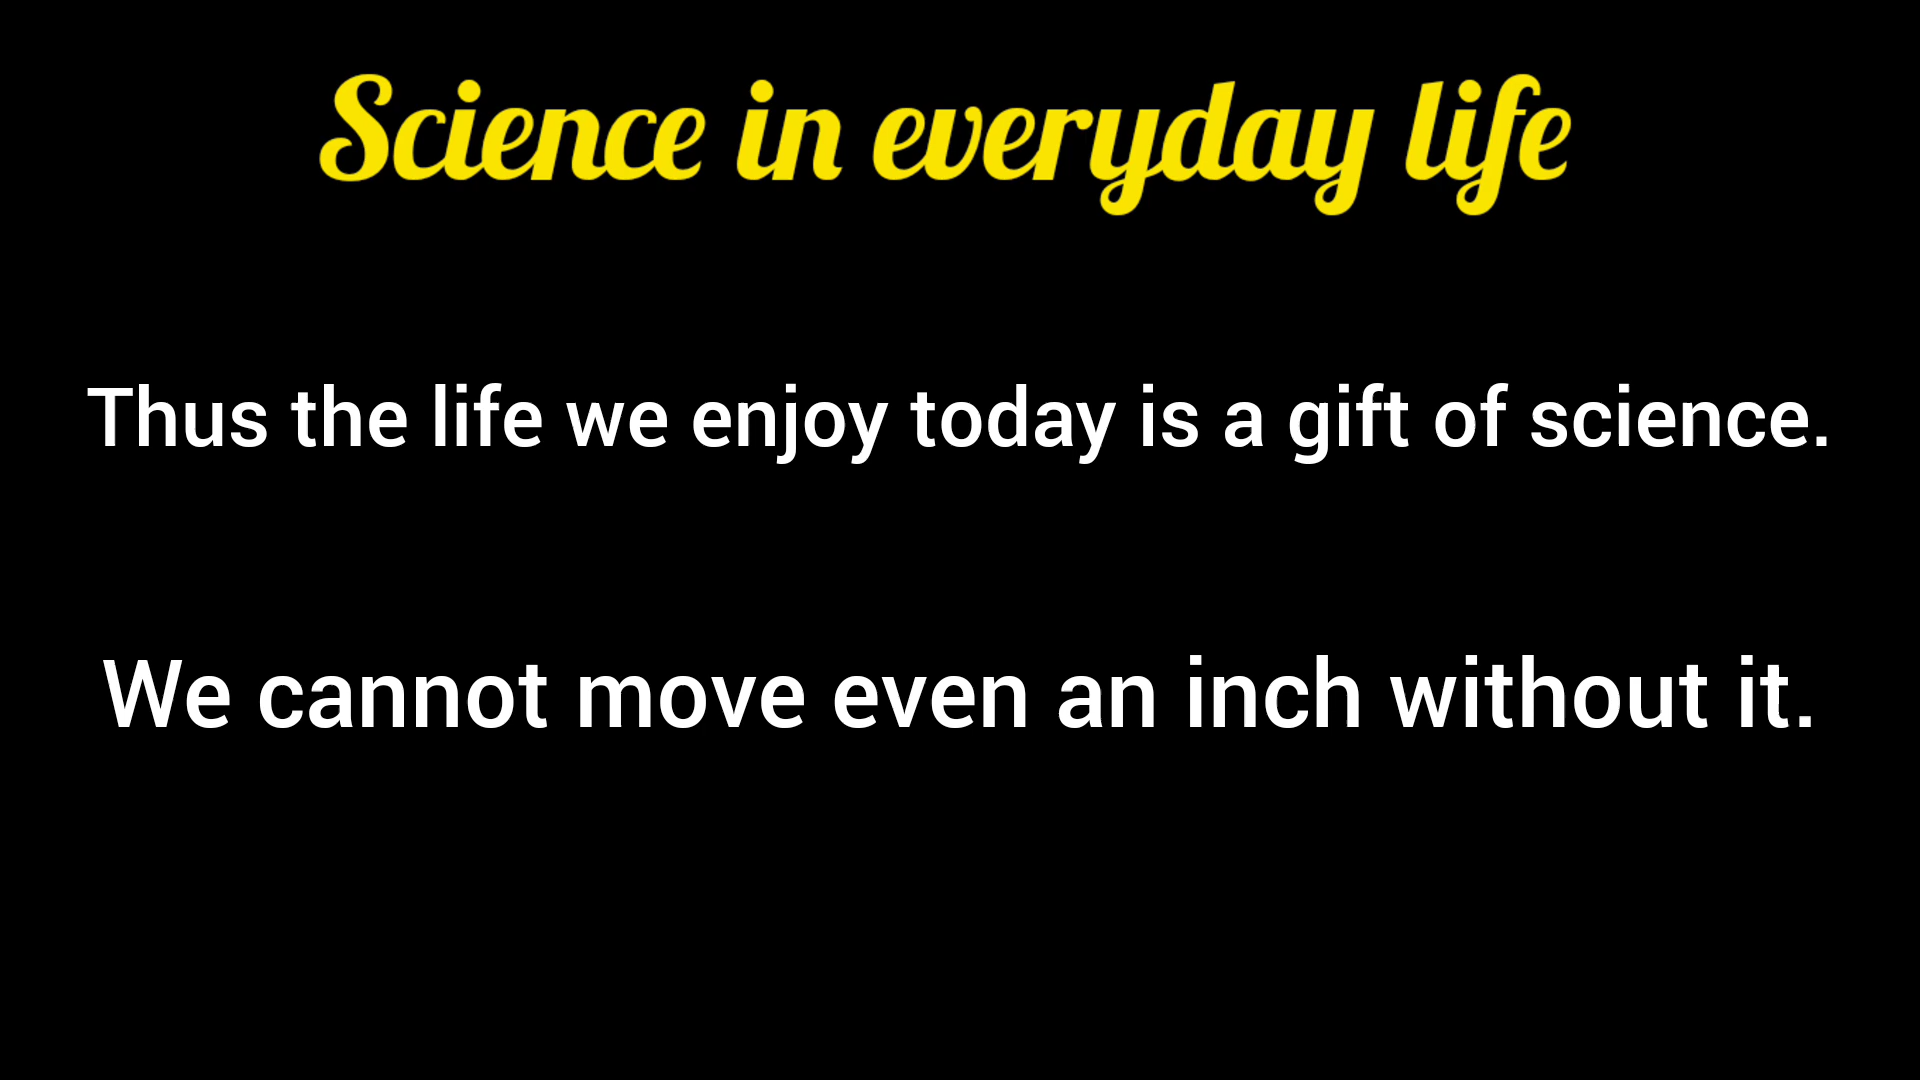 Science in everyday life
Thus the life we enjoy today is a gift of science.
We cannot move even an inch without it.